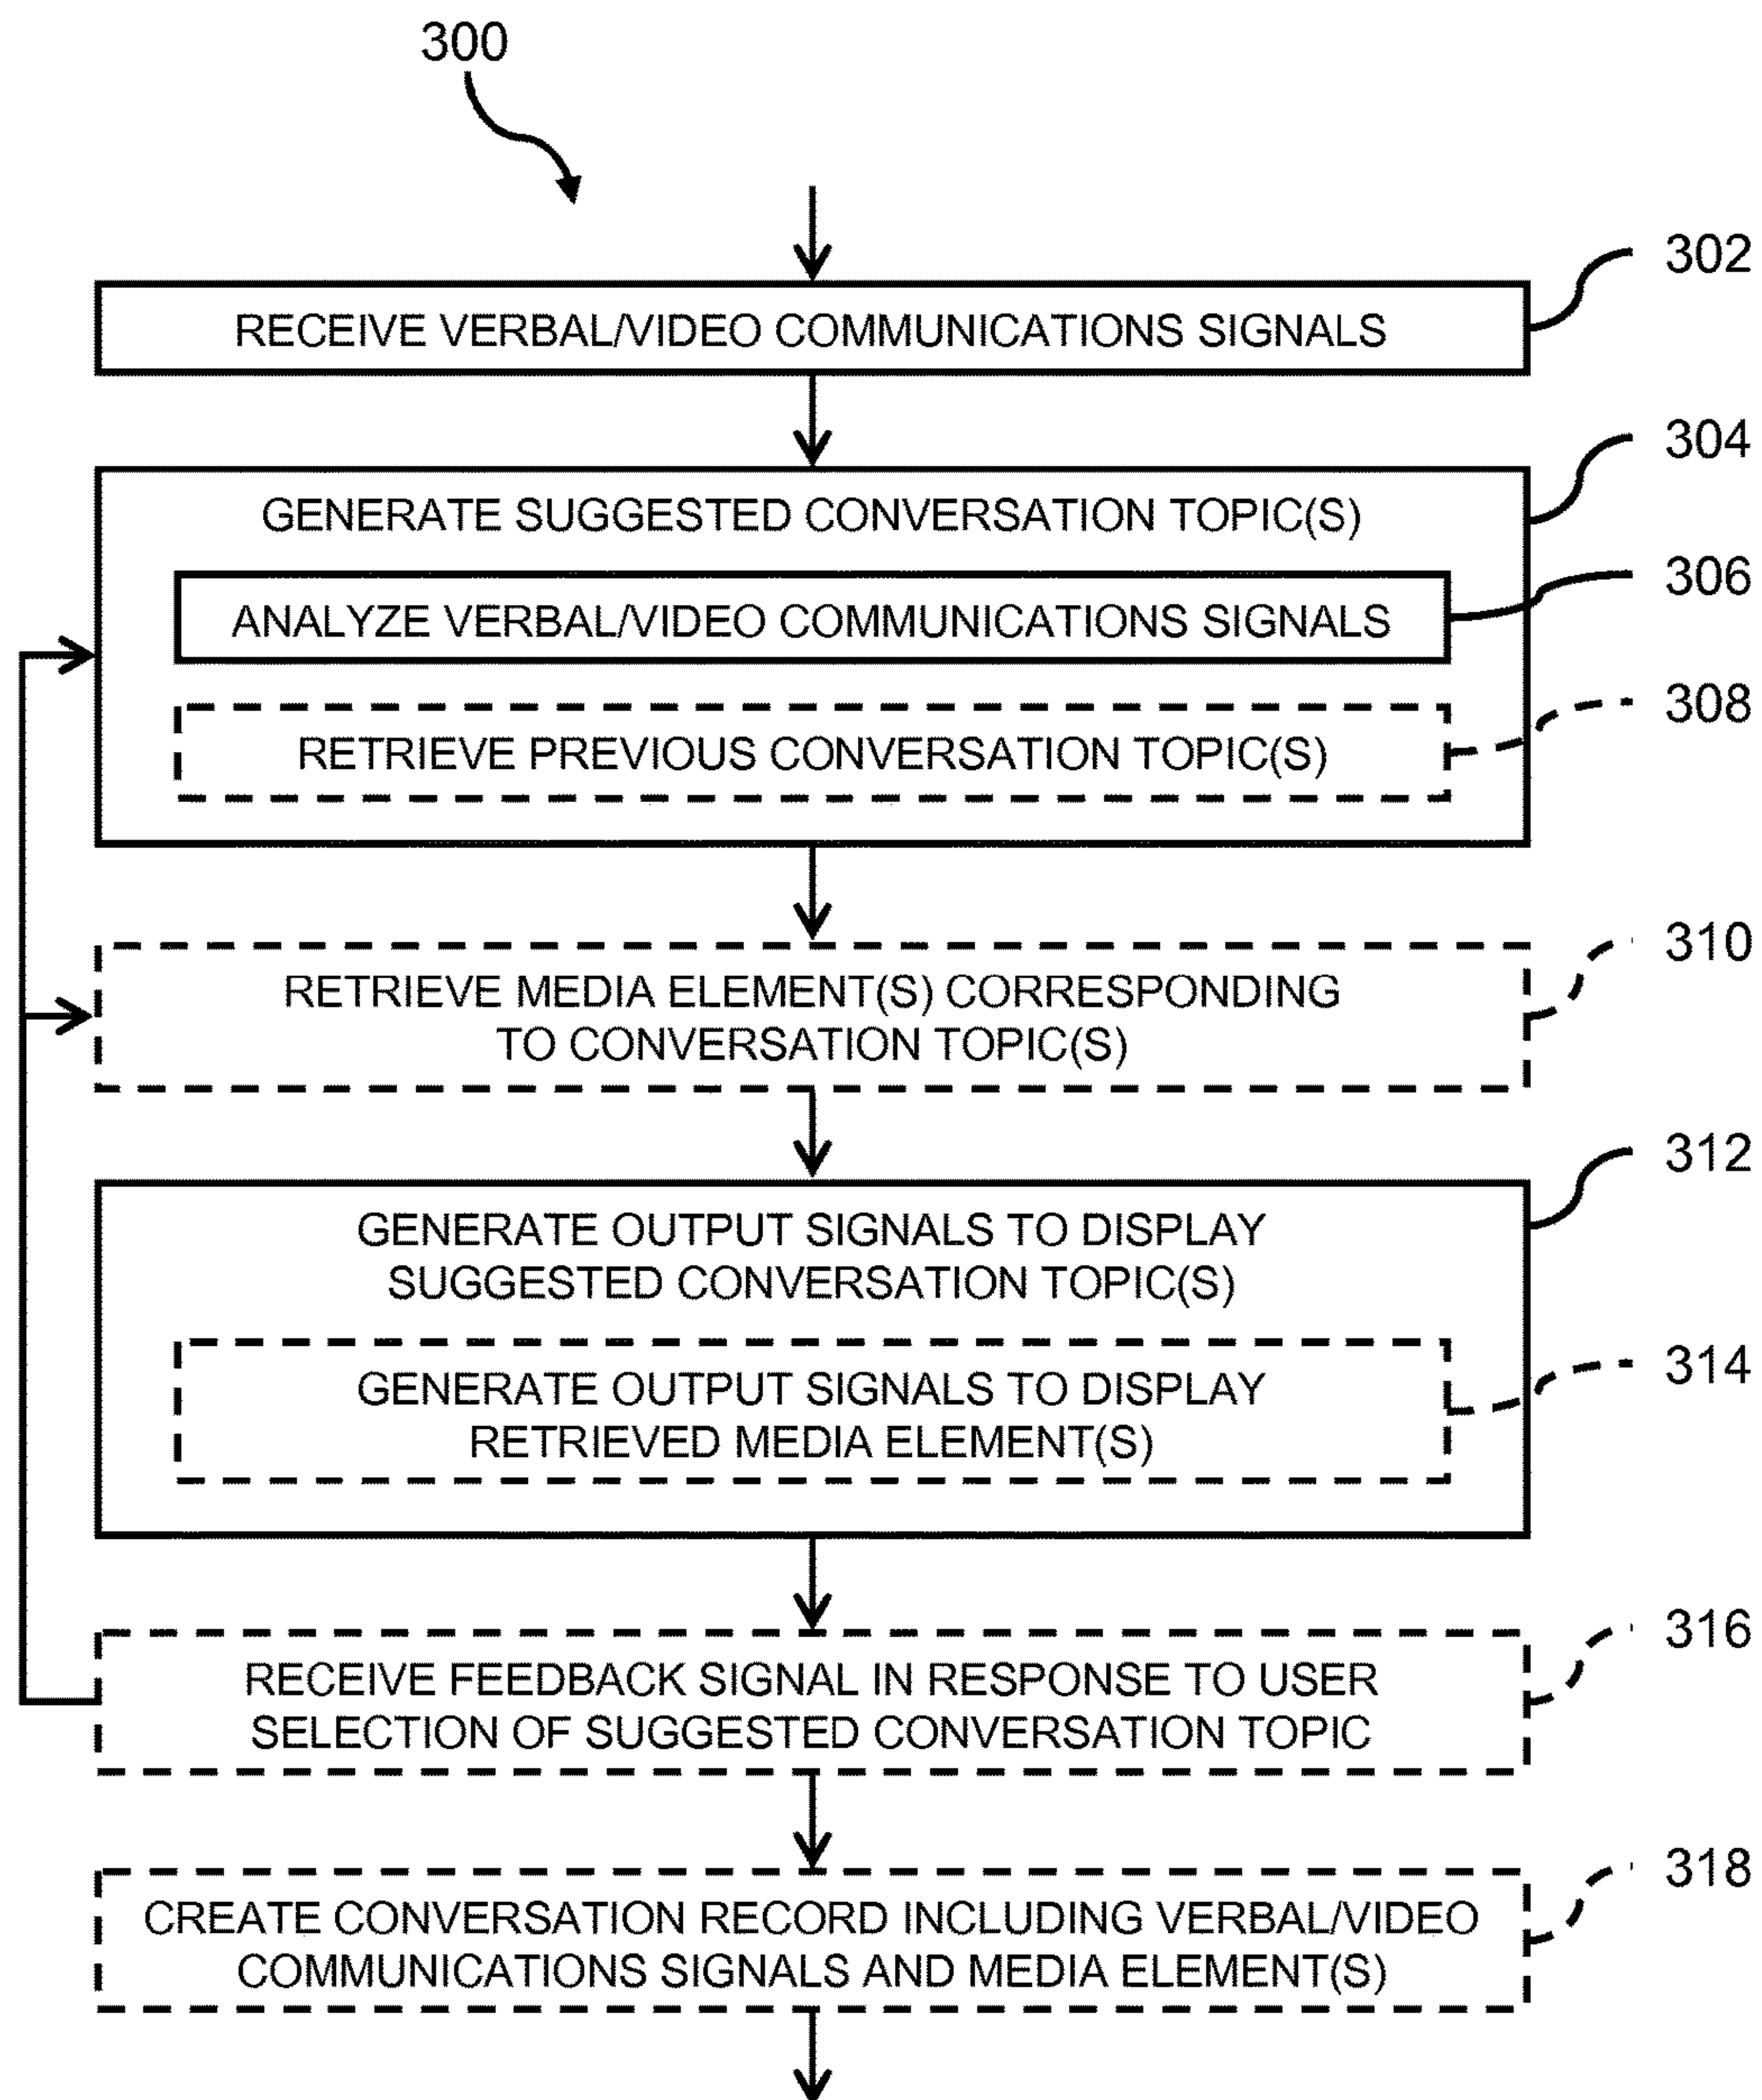 300
302
RECEIVE VERBAL/VIDEO COMMUNICATIONS SIGNALS
304
GENERATE SUGGESTED CONVERSATION TOPIC(S)
306
ANALYZE VERBAL/VIDEO COMMUNICATIONS SIGNALS
308
RETRIEVE PREVIOUS CONVERSATION TOPIC(S)
310
RETRIEVE MEDIA ELEMENT(S) CORRESPONDING
TO CONVERSATION TOPIC(S)
312
GENERATE OUTPUT SIGNALS TO DISPLAY
SUGGESTED CONVERSATION TOPIC(S)
314
GENERATE OUTPUT SIGNALS TO DISPLAY
RETRIEVED MEDIA ELEMENT(S)
316
RECEIVE FEEDBACK SIGNAL IN RESPONSE TO USER
SELECTION OF SUGGESTED CONVERSATION TOPIC
318
CREATE CONVERSATION RECORD INCLUDING VERBAL/VIDEO
COMMUNICATIONS SIGNALS AND MEDIA ELEMENT(S)